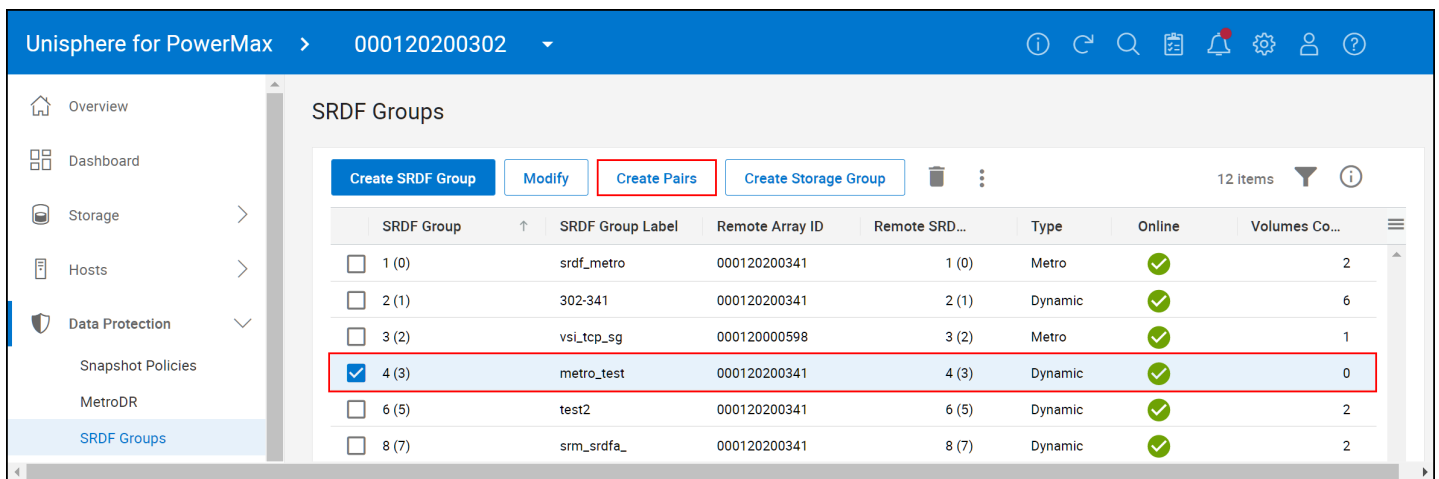 Unisphere for PowerMax > 000120200302
Overview
Dashboard
Storage
Hosts
Data Protection
Snapshot Policies
MetroDR
SRDF Groups
SRDF Groups
Create SRDF Group Modify Create Pairs Create Storage Group 12 items
SRDF Group ↑ SRDF Group Label Remote Array ID Remote SRD... Type Online Volumes Co...
1 (0) srdf_metro 000120200341 1 (0) Metro 2
2 (1) 302-341 000120200341 2 (1) Dynamic 6
3 (2) vsi_tcp_sg 000120000598 3 (2) Metro 1
4 (3) metro_test 000120200341 4 (3) Dynamic 0
6 (5) test2 000120200341 6 (5) Dynamic 2
8 (7) srm_srdfa_ 000120200341 8 (7) Dynamic 2